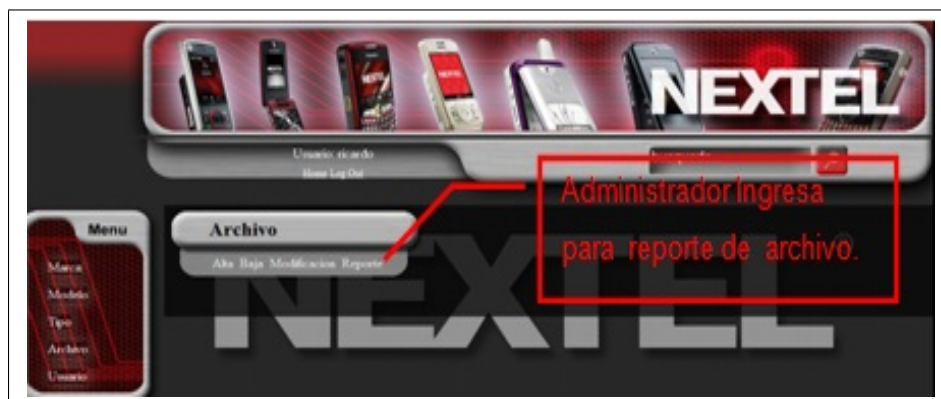 NEXTEL
Usuario: ricardo
Home Log Out
busqueda
Administrador Ingresa
para reporte de archivo.
Menu
Archivo
Alta Baja Modificacion Reporte
Marca
Modelo
Tipo
Archivo
Usuario
NEXTEL